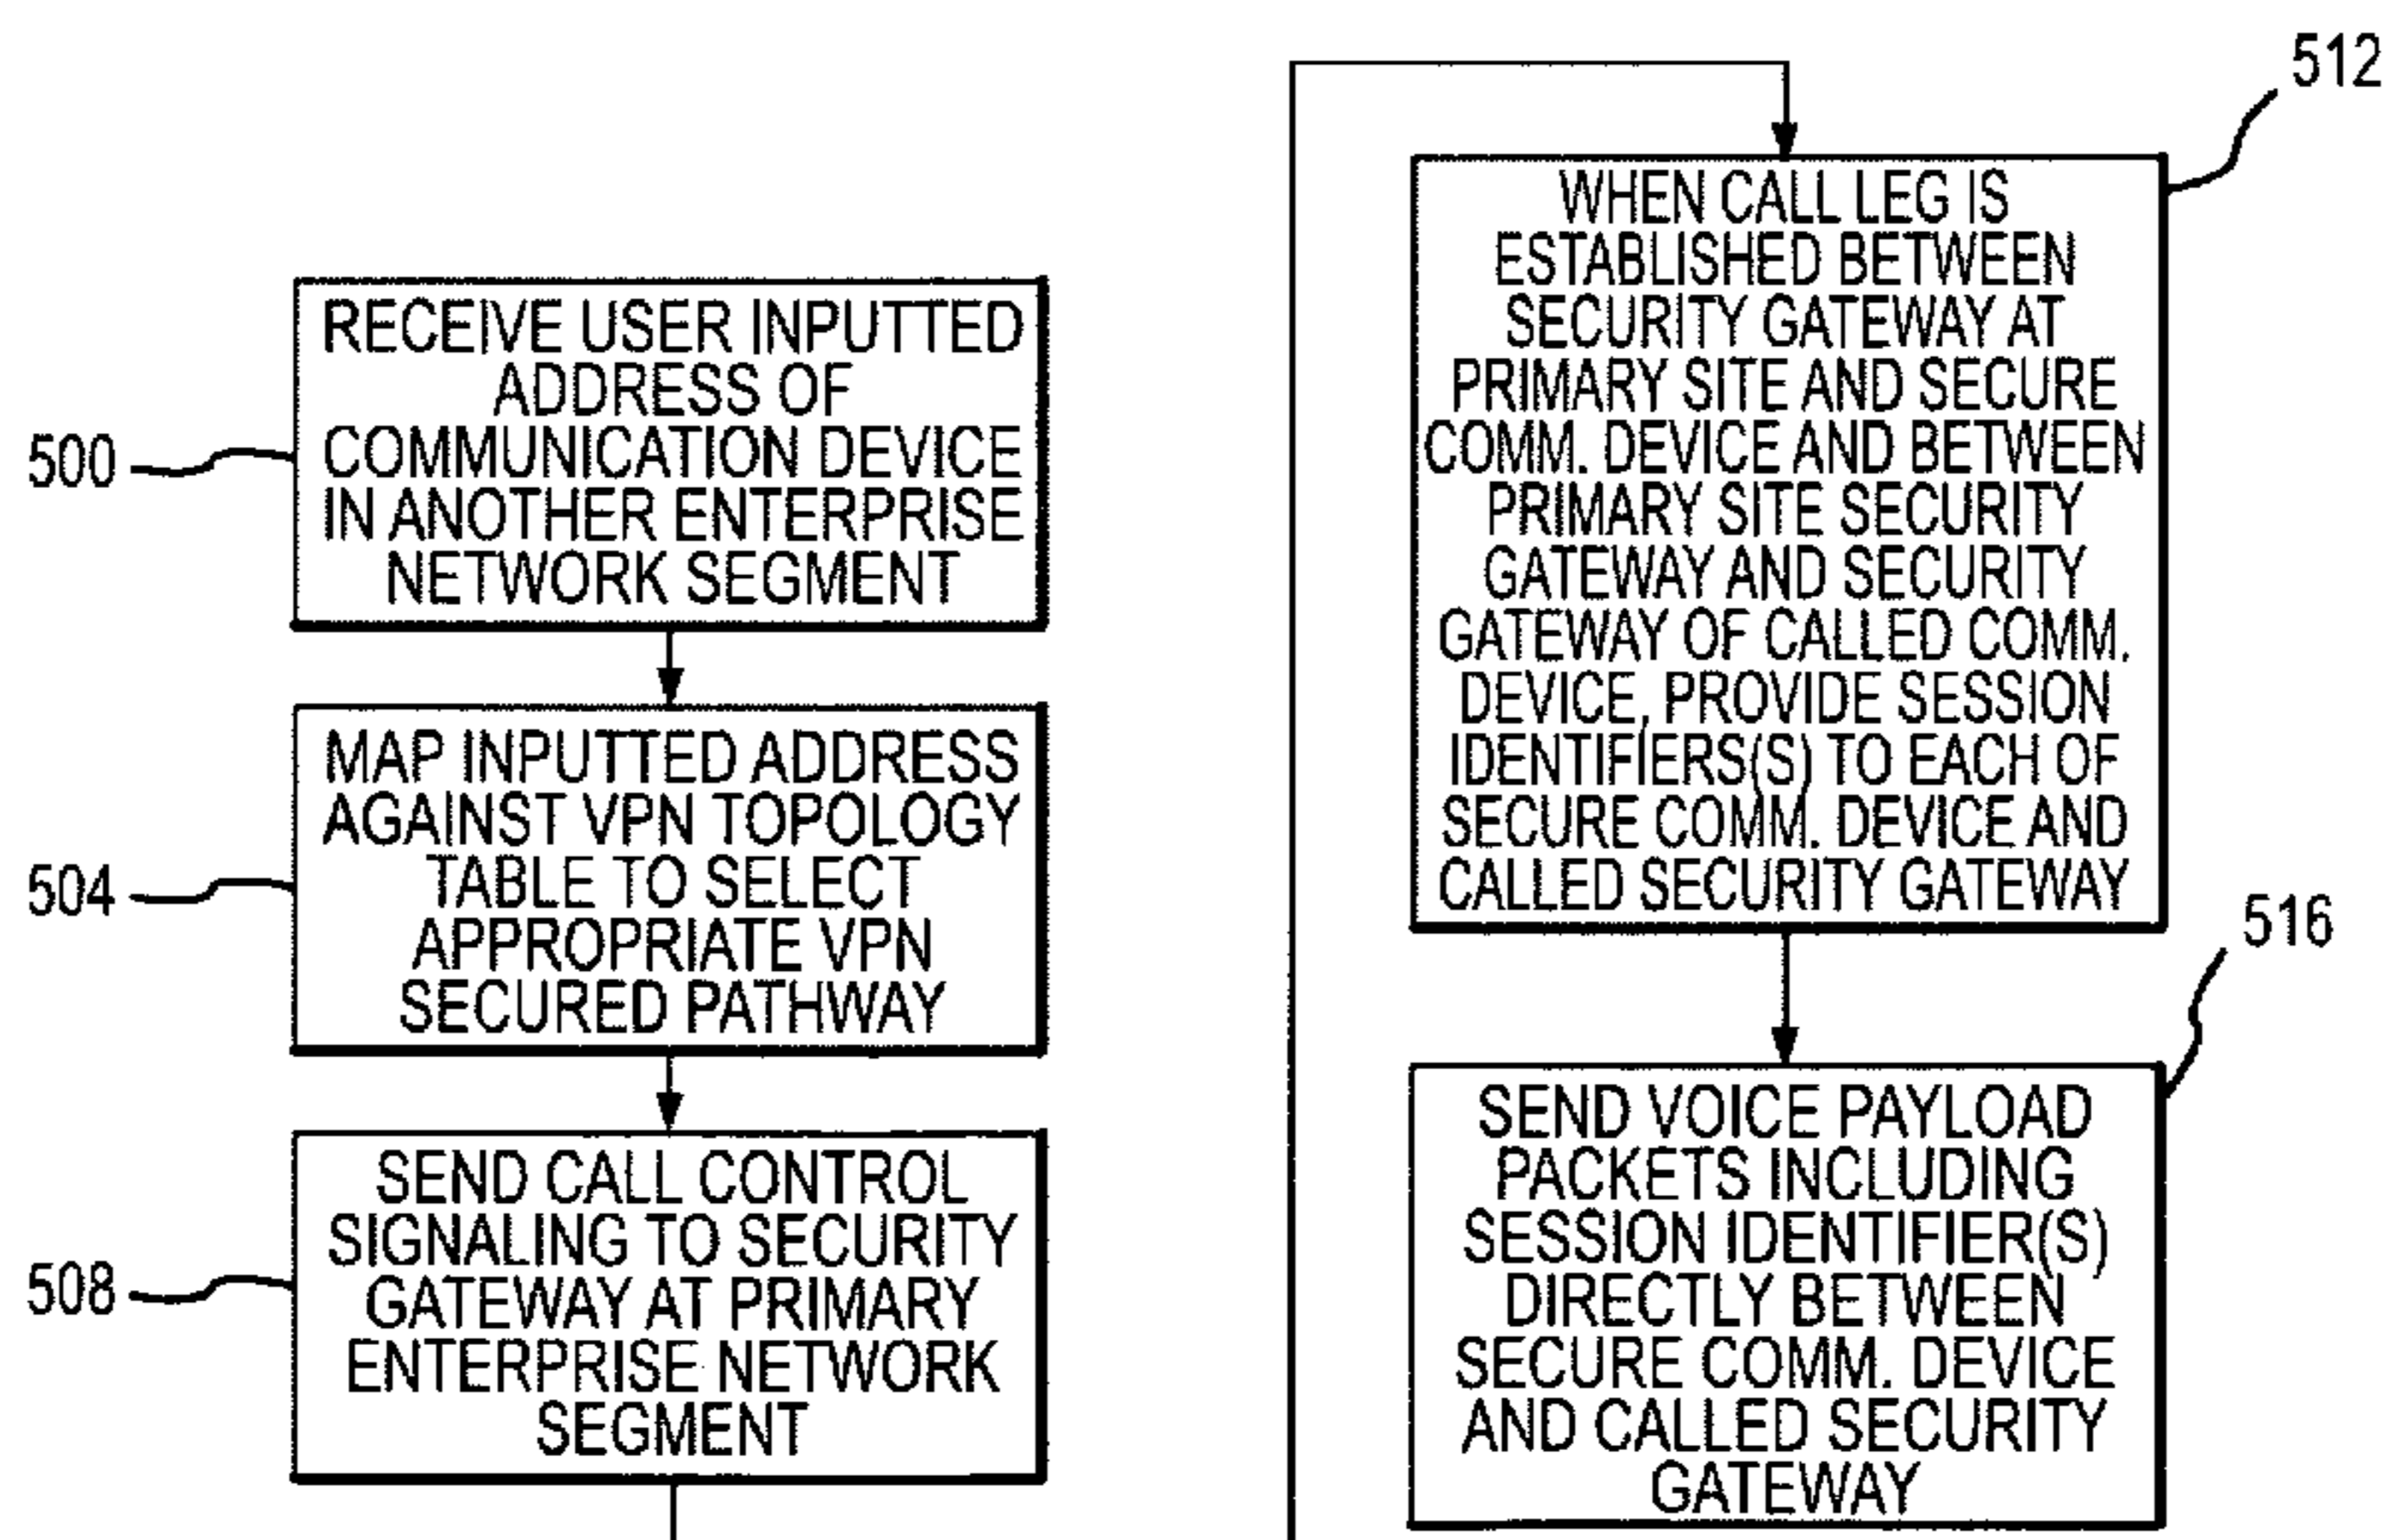 500
RECEIVE USER INPUTTED
ADDRESS OF
COMMUNICATION DEVICE
IN ANOTHER ENTERPRISE
NETWORK SEGMENT
504
MAP INPUTTED ADDRESS
AGAINST VPN TOPOLOGY
TABLE TO SELECT
APPROPRIATE VPN
SECURED PATHWAY
508
SEND CALL CONTROL
SIGNALING TO SECURITY
GATEWAY AT PRIMARY
ENTERPRISE NETWORK
SEGMENT
512
WHEN CALL LEG IS
ESTABLISHED BETWEEN
SECURITY GATEWAY AT
PRIMARY SITE AND SECURE
COMM. DEVICE AND BETWEEN
PRIMARY SITE SECURITY
GATEWAY AND SECURITY
GATEWAY OF CALLED COMM.
DEVICE, PROVIDE SESSION
IDENTIFIERS(S) TO EACH OF
SECURE COMM. DEVICE AND
CALLED SECURITY GATEWAY
516
SEND VOICE PAYLOAD
PACKETS INCLUDING
SESSION IDENTIFIER(S)
DIRECTLY BETWEEN
SECURE COMM. DEVICE
AND CALLED SECURITY
GATEWAY